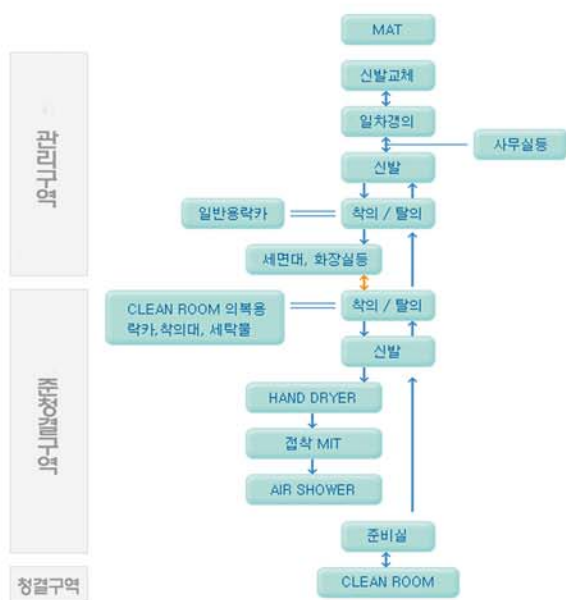 MAT
신발교체
일차갱의
사무실등
신발
일반용락카
착의 / 탈의
세면대, 화장실등
CLEAN ROOM 의복용
락카,착의대, 세탁물
착의 / 탈의
신발
HAND DRYER
접착 MIT
AIR SHOWER
준비실
CLEAN ROOM
관리구역
준청결구역
청결구역